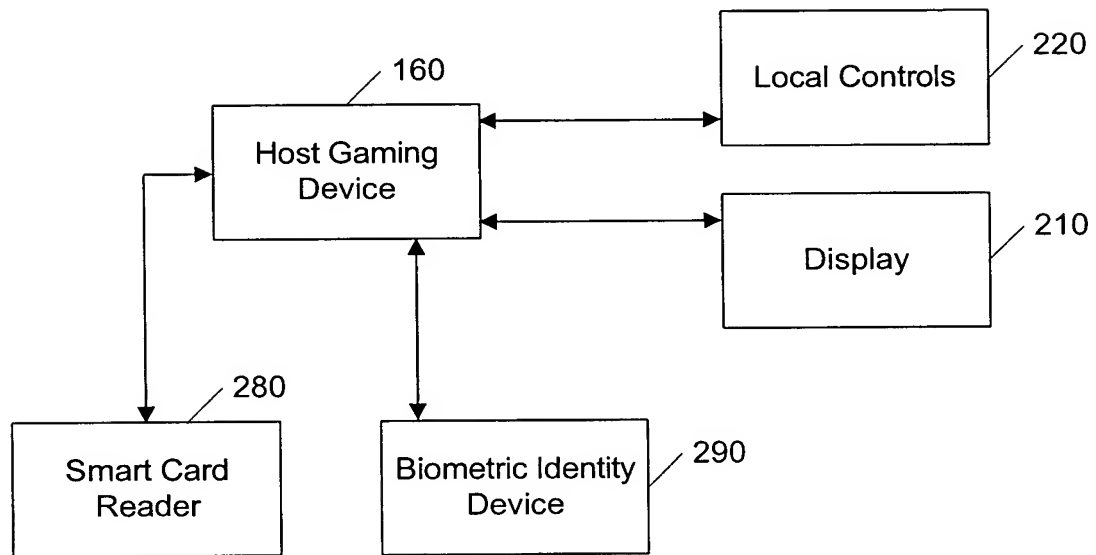 220
Local Controls
160
Host Gaming
Device
210
Display
280
Smart Card
Reader
290
Biometric Identity
Device